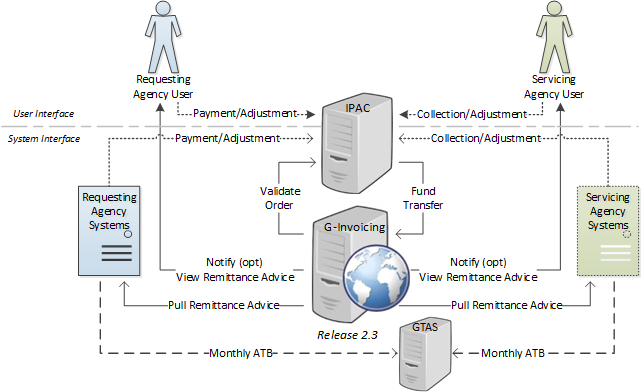 Requesting
Agency User
Servicing
Agency User
IPAC
User Interface
Payment/Adjustment
Collection/Adjustment
System Interface
Payment/Adjustment
Collection/Adjustment
Requesting
Agency
Systems
Validate
Order
Fund
Transfer
Servicing
Agency
Systems
G-Invoicing
Notify (opt)
View Remittance Advice
Notify (opt)
View Remittance Advice
Pull Remittance Advice
Pull Remittance Advice
Release 2.3
GTAS
Monthly ATB
Monthly ATB